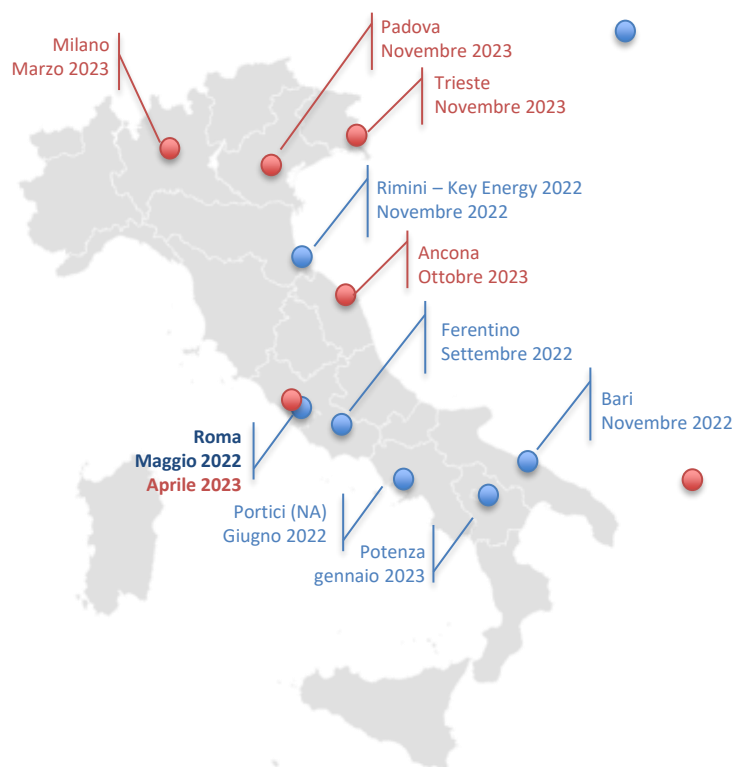 Milano
Marzo 2023
Padova
Novembre 2023
Trieste
Novembre 2023
Rimini – Key Energy 2022
Novembre 2022
Ancona
Ottobre 2023
Ferentino
Settembre 2022
Bari
Novembre 2022
Roma
Maggio 2022
Aprile 2023
Portici (NA)
Giugno 2022
Potenza
gennaio 2023